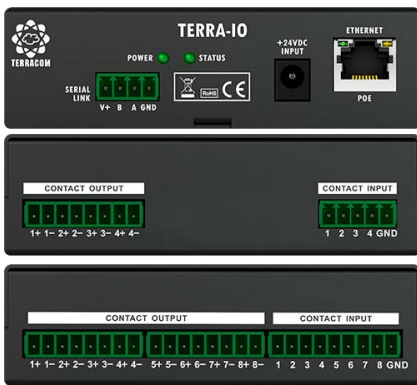 TERRA-IO
TERRACOM
POWER STATUS
+24VDC
INPUT
ETHERNET
POE
SERIAL
LINK
V+ B A GND
RoHS CE
CONTACT OUTPUT
1+ 1− 2+ 2− 3+ 3− 4+ 4−
CONTACT INPUT
1 2 3 4 GND
CONTACT OUTPUT
1+ 1− 2+ 2− 3+ 3− 4+ 4− 5+ 5− 6+ 6− 7+ 7− 8+ 8−
CONTACT INPUT
1 2 3 4 5 6 7 8 GND